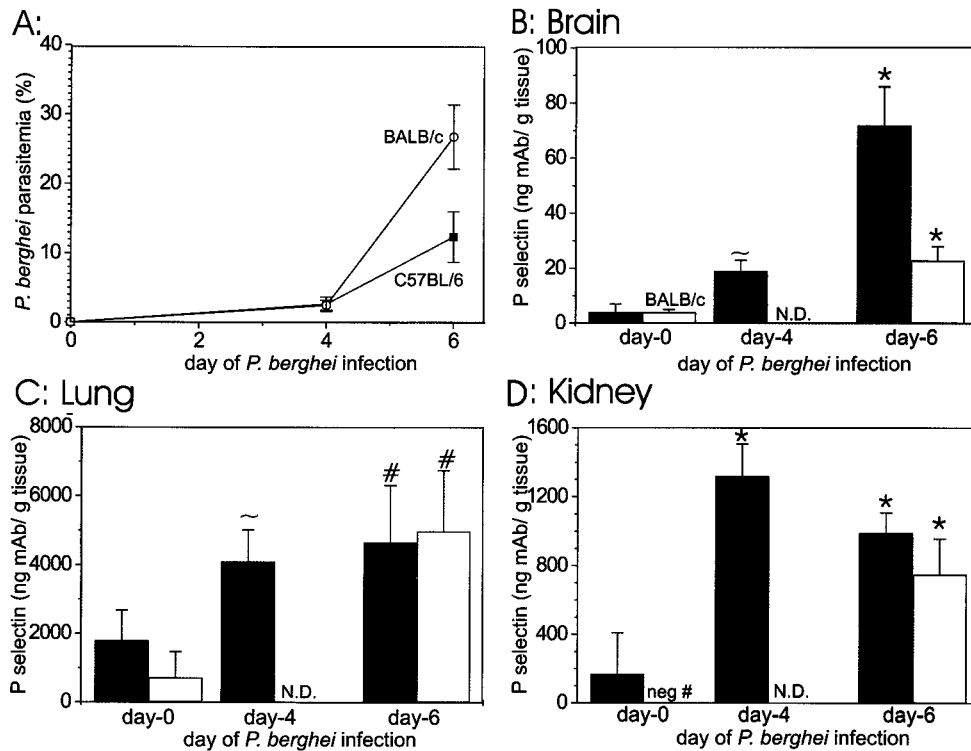 A:
P. berghei parasitemia (%)
40
30
20
10
0
BALB/c
C57BL/6
0 2 4 6
day of P. berghei infection
B: Brain
P selectin (ng mAb/ g tissue)
100
80
60
40
20
0
BALB/c
~
N.D.
*
*
day-0 day-4 day-6
day of P. berghei infection
C: Lung
P selectin (ng mAb/ g tissue)
8000
6000
4000
2000
0
~
N.D.
#
#
day-0 day-4 day-6
day of P. berghei infection
D: Kidney
P selectin (ng mAb/ g tissue)
1600
1200
800
400
0
neg #
*
N.D.
*
*
day-0 day-4 day-6
day of P. berghei infection